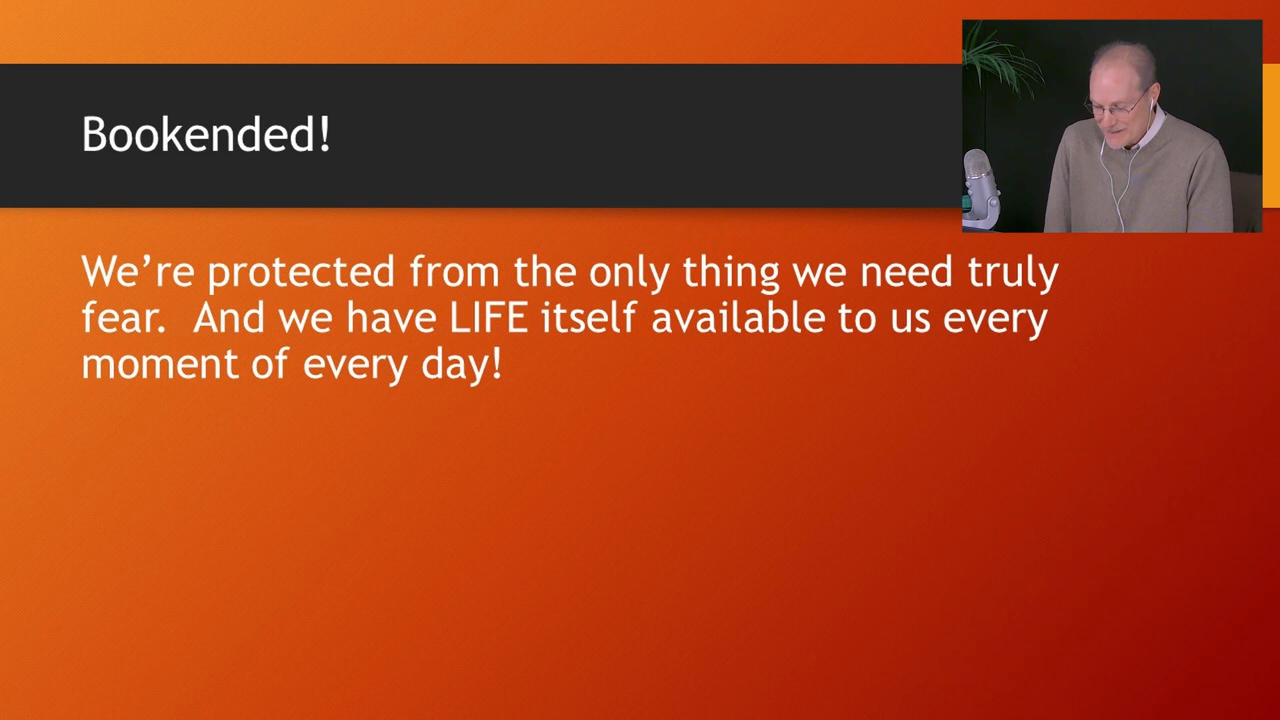 Bookended!
We’re protected from the only thing we need truly
fear.  And we have LIFE itself available to us every
moment of every day!